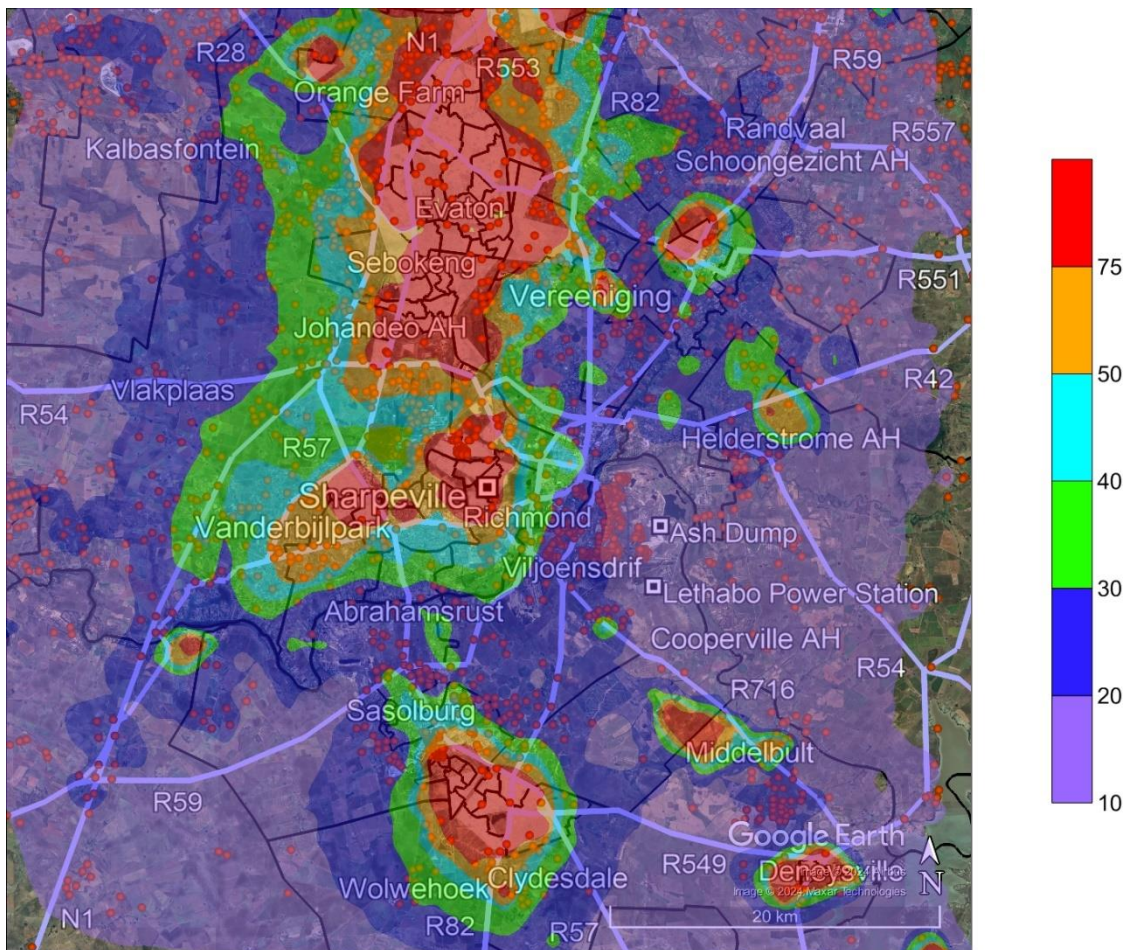 N1
R28
R553
R59
Orange Farm
R82
Randvaal
R557
Kalbasfontein
Schoongezicht AH
Evaton
Sebokeng
R551
75
Vereeniging
Johandeo AH
50
Vlakplaas
R42
R54
R57
Helderstrome AH
40
Sharpeville
Vanderbijlpark
Richmond
Ash Dump
Viljoensdrif
30
Lethabo Power Station
Abrahamsrust
Cooperville AH
R54
R716
20
Sasolburg
Middelbult
R59
10
Google Earth
R549
Deneysville
Image © 2024 Airbus
Wolwehoek
Clydesdale
Image © 2024 Maxar Technologies
N
20 km
N1
R82
R57